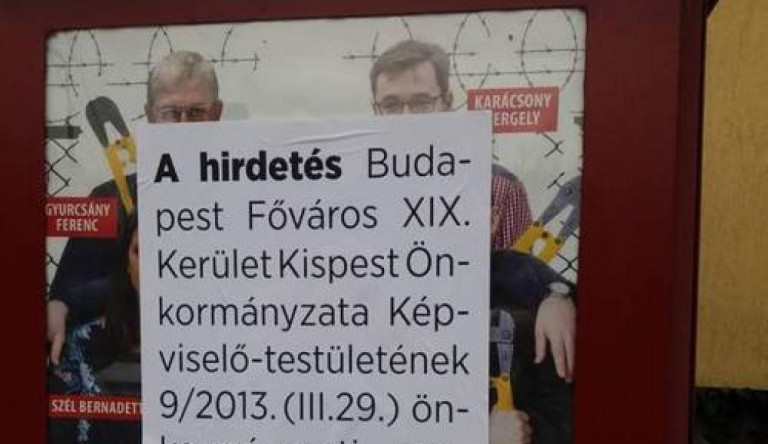 KARÁCSONY
ERGELY
GYURCSÁNY
FERENC
SZÉL BERNADETT
A hirdetés Buda-
pest Főváros XIX.
Kerület Kispest Ön-
kormányzata Kép-
viselő-testületének
9/2013. (III.29.) ön-